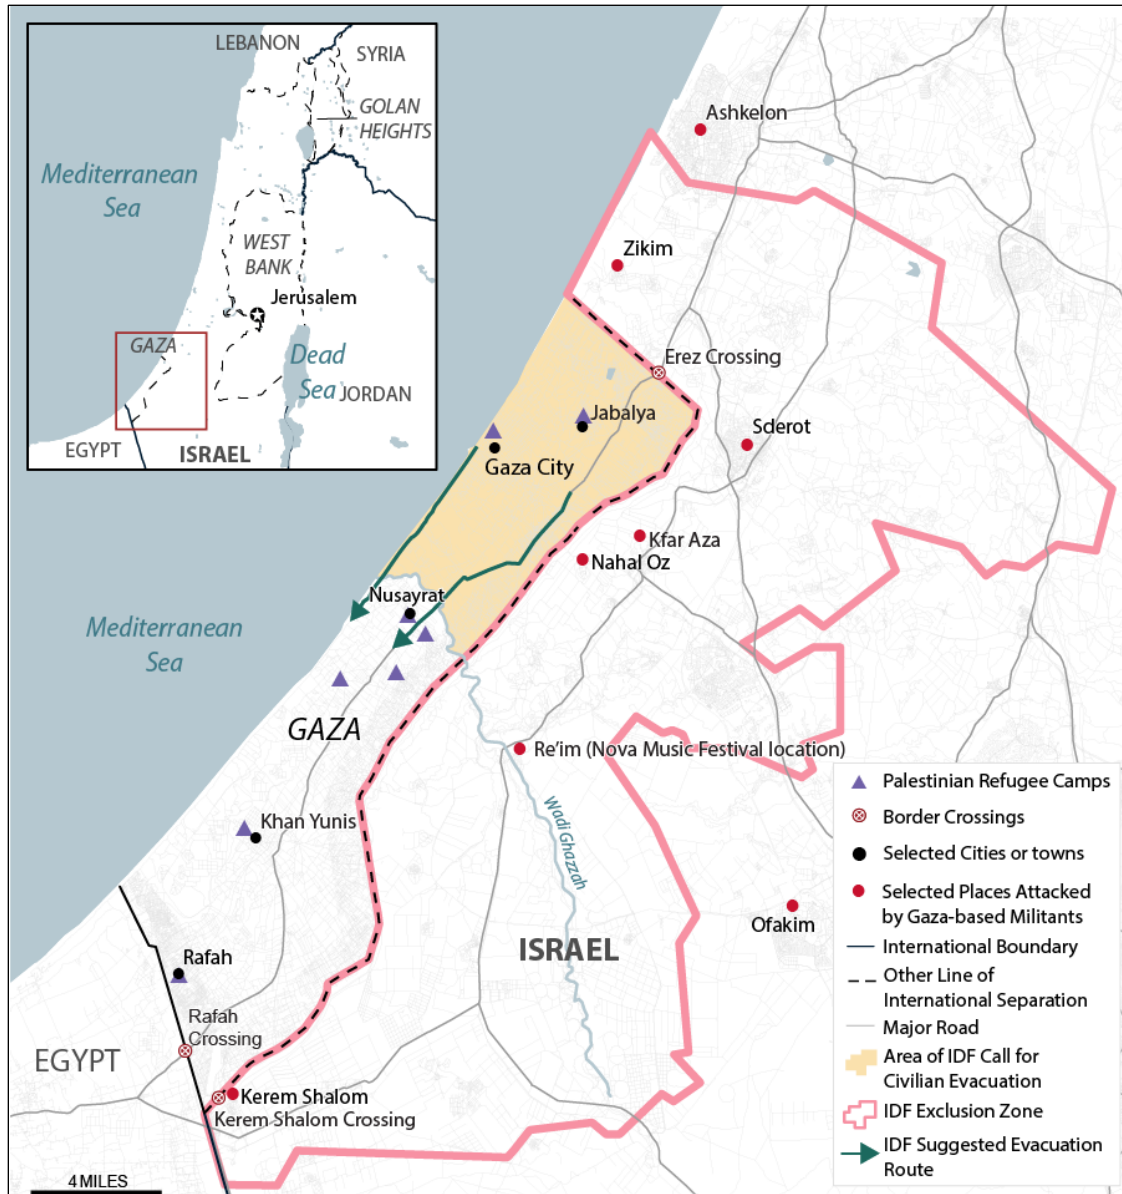 LEBANON
SYRIA
GOLAN
HEIGHTS
Mediterranean
Sea
WEST
BANK
Jerusalem
GAZA
Dead
Sea
JORDAN
EGYPT
ISRAEL
Ashkelon
Zikim
Erez Crossing
Jabalya
Sderot
Gaza City
Kfar Aza
Nahal Oz
Nusayrat
Mediterranean
Sea
GAZA
Re'im (Nova Music Festival location)
Wadi Ghazzah
Khan Yunis
Ofakim
ISRAEL
Rafah
Rafah
Crossing
EGYPT
Kerem Shalom
Kerem Shalom Crossing
4 MILES
Palestinian Refugee Camps
Border Crossings
Selected Cities or towns
Selected Places Attacked
by Gaza-based Militants
International Boundary
Other Line of
International Separation
Major Road
Area of IDF Call for
Civilian Evacuation
IDF Exclusion Zone
IDF Suggested Evacuation
Route